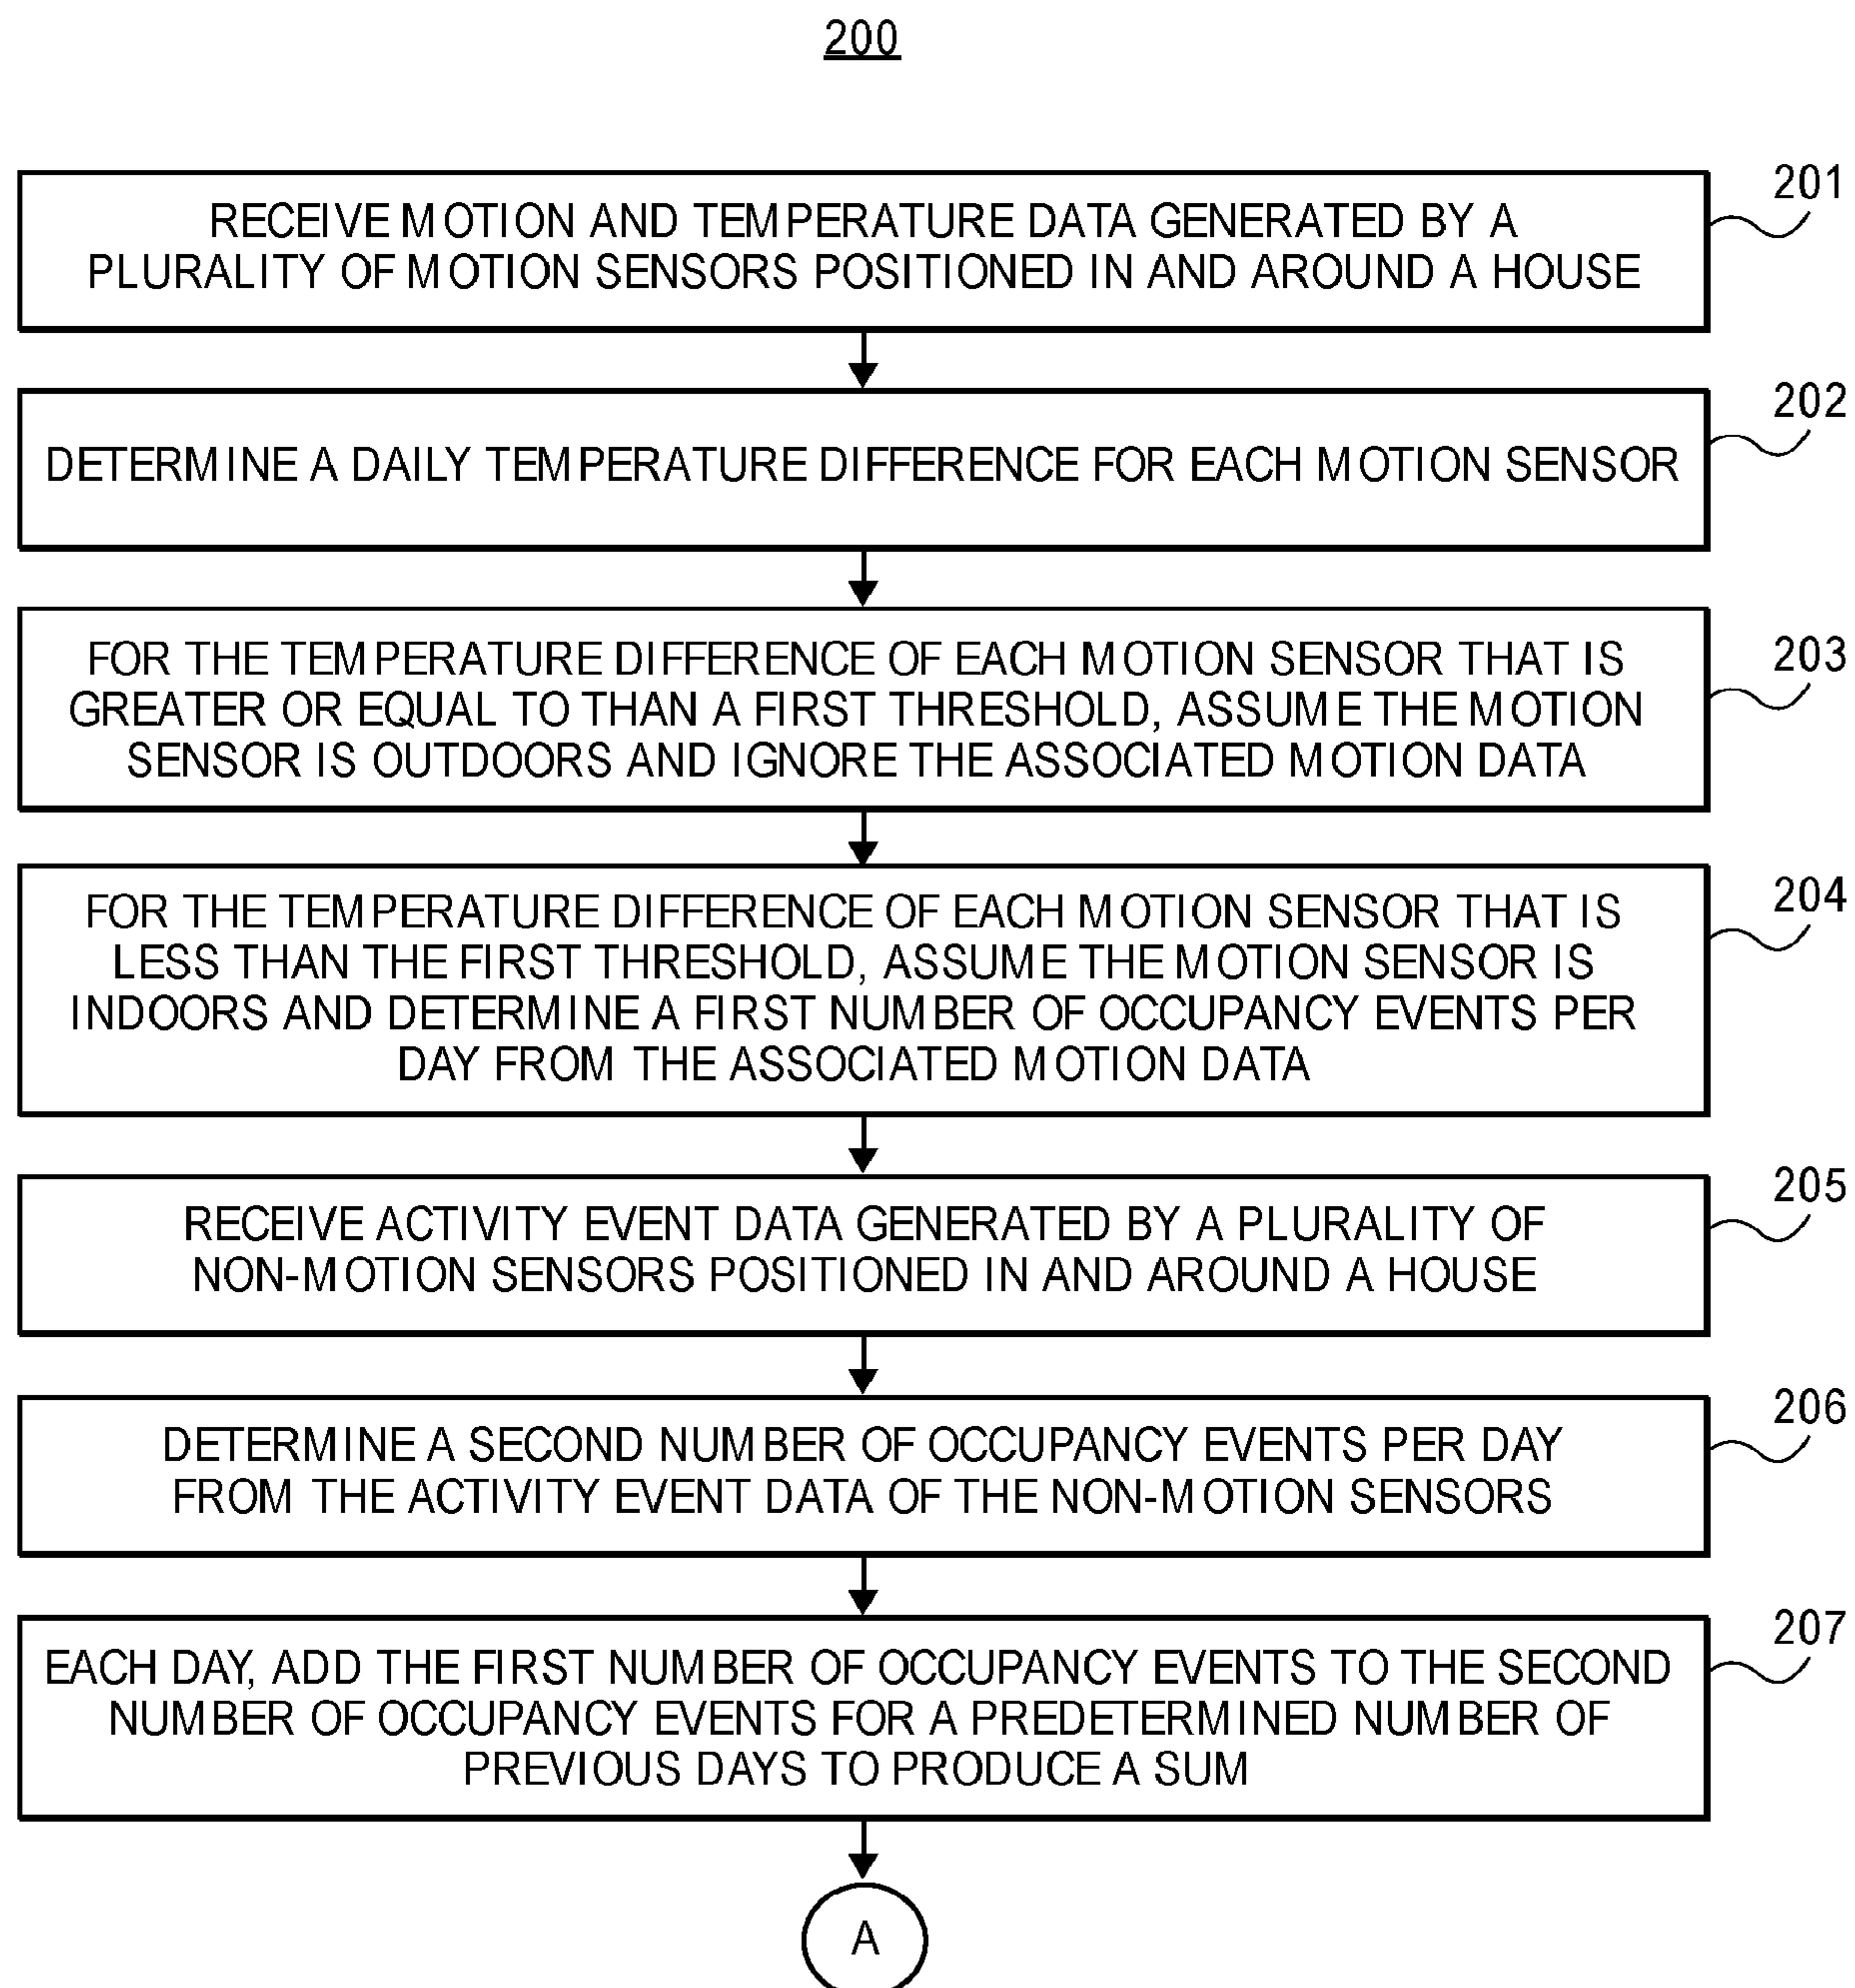 200
RECEIVE MOTION AND TEMPERATURE DATA GENERATED BY A
PLURALITY OF MOTION SENSORS POSITIONED IN AND AROUND A HOUSE
201
DETERMINE A DAILY TEMPERATURE DIFFERENCE FOR EACH MOTION SENSOR
202
FOR THE TEMPERATURE DIFFERENCE OF EACH MOTION SENSOR THAT IS
GREATER OR EQUAL TO THAN A FIRST THRESHOLD, ASSUME THE MOTION
SENSOR IS OUTDOORS AND IGNORE THE ASSOCIATED MOTION DATA
203
FOR THE TEMPERATURE DIFFERENCE OF EACH MOTION SENSOR THAT IS
LESS THAN THE FIRST THRESHOLD, ASSUME THE MOTION SENSOR IS
INDOORS AND DETERMINE A FIRST NUMBER OF OCCUPANCY EVENTS PER
DAY FROM THE ASSOCIATED MOTION DATA
204
RECEIVE ACTIVITY EVENT DATA GENERATED BY A PLURALITY OF
NON-MOTION SENSORS POSITIONED IN AND AROUND A HOUSE
205
DETERMINE A SECOND NUMBER OF OCCUPANCY EVENTS PER DAY
FROM THE ACTIVITY EVENT DATA OF THE NON-MOTION SENSORS
206
EACH DAY, ADD THE FIRST NUMBER OF OCCUPANCY EVENTS TO THE SECOND
NUMBER OF OCCUPANCY EVENTS FOR A PREDETERMINED NUMBER OF
PREVIOUS DAYS TO PRODUCE A SUM
207
A